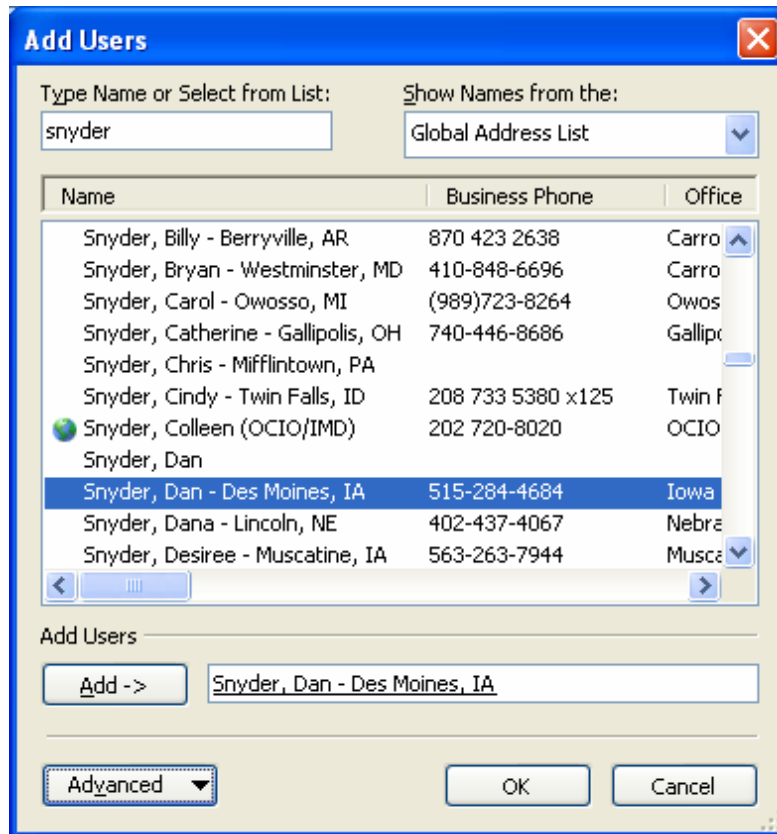 Add Users
Type Name or Select from List: Show Names from the:
snyder Global Address List
Name Business Phone Office
Snyder, Billy - Berryville, AR 870 423 2638 Carro
Snyder, Bryan - Westminster, MD 410-848-6696 Carro
Snyder, Carol - Owosso, MI (989)723-8264 Owos
Snyder, Catherine - Gallipolis, OH 740-446-8686 Gallipo
Snyder, Chris - Mifflintown, PA
Snyder, Cindy - Twin Falls, ID 208 733 5380 x125 Twin F
Snyder, Colleen (OCIO/IMD) 202 720-8020 OCIO
Snyder, Dan
Snyder, Dan - Des Moines, IA 515-284-4684 Iowa
Snyder, Dana - Lincoln, NE 402-437-4067 Nebra
Snyder, Desiree - Muscatine, IA 563-263-7944 Musca
Add Users
Add -> Snyder, Dan - Des Moines, IA
Advanced OK Cancel